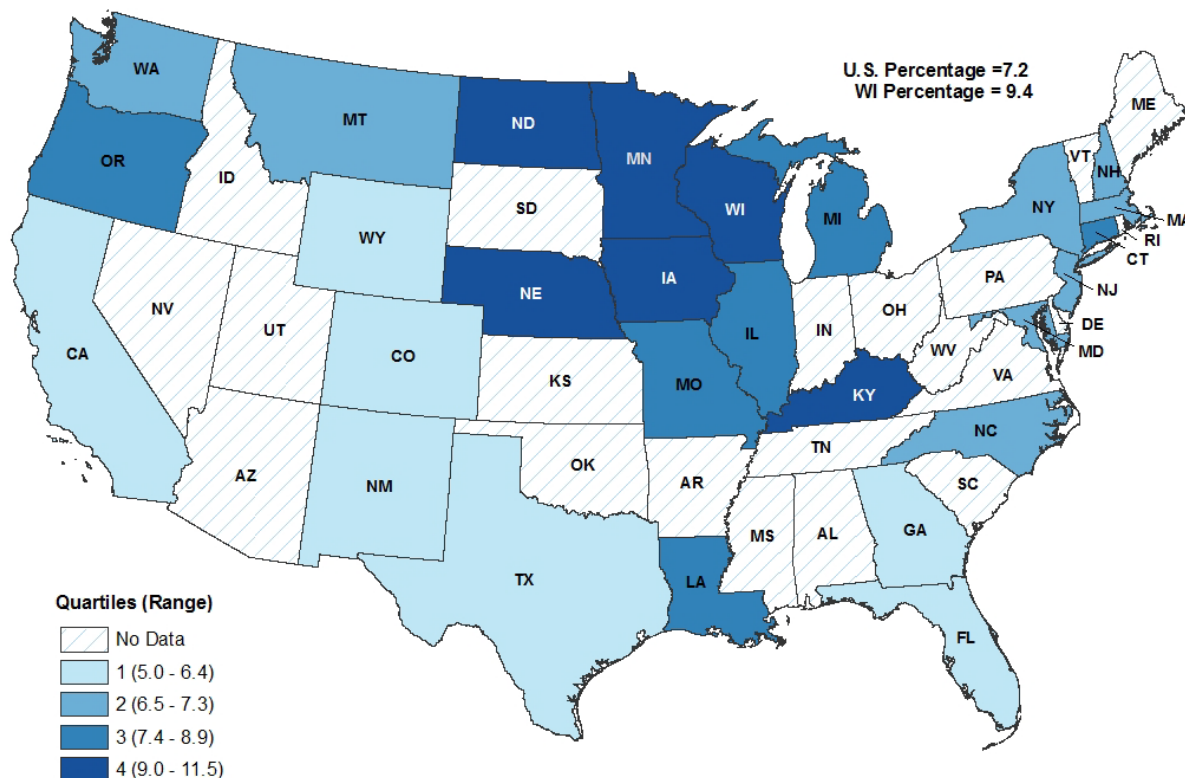 U.S. Percentage =7.2
WI Percentage = 9.4
WA
MT
ND
MN
ME
VT
NH
OR
ID
SD
WI
MI
NY
MA
RI
CT
WY
NE
IA
PA
NJ
NV
UT
CO
IL
IN
OH
DE
MD
WV
VA
CA
KS
MO
KY
NC
TN
AZ
NM
OK
AR
SC
MS
AL
GA
TX
LA
FL
Quartiles (Range)
No Data
1 (5.0 - 6.4)
2 (6.5 - 7.3)
3 (7.4 - 8.9)
4 (9.0 - 11.5)